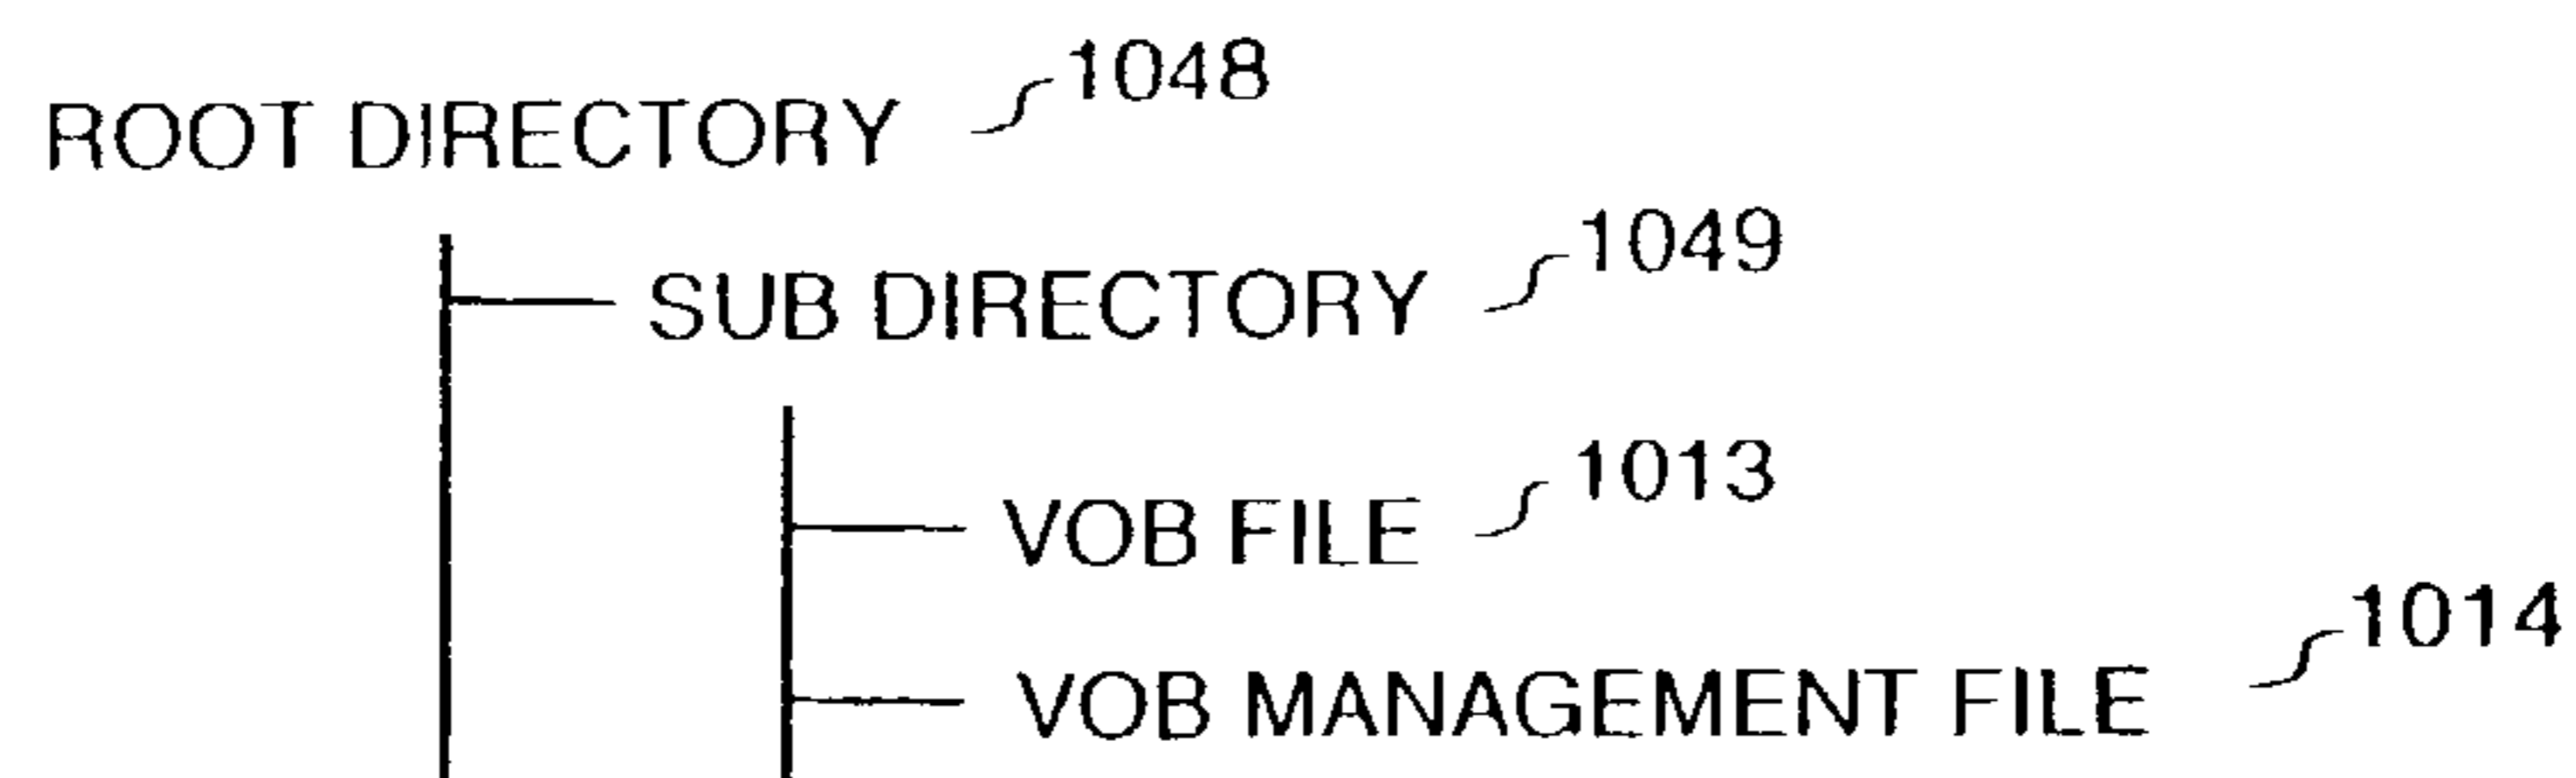 ROOT DIRECTORY 1048
SUB DIRECTORY 1049
VOB FILE 1013
VOB MANAGEMENT FILE 1014